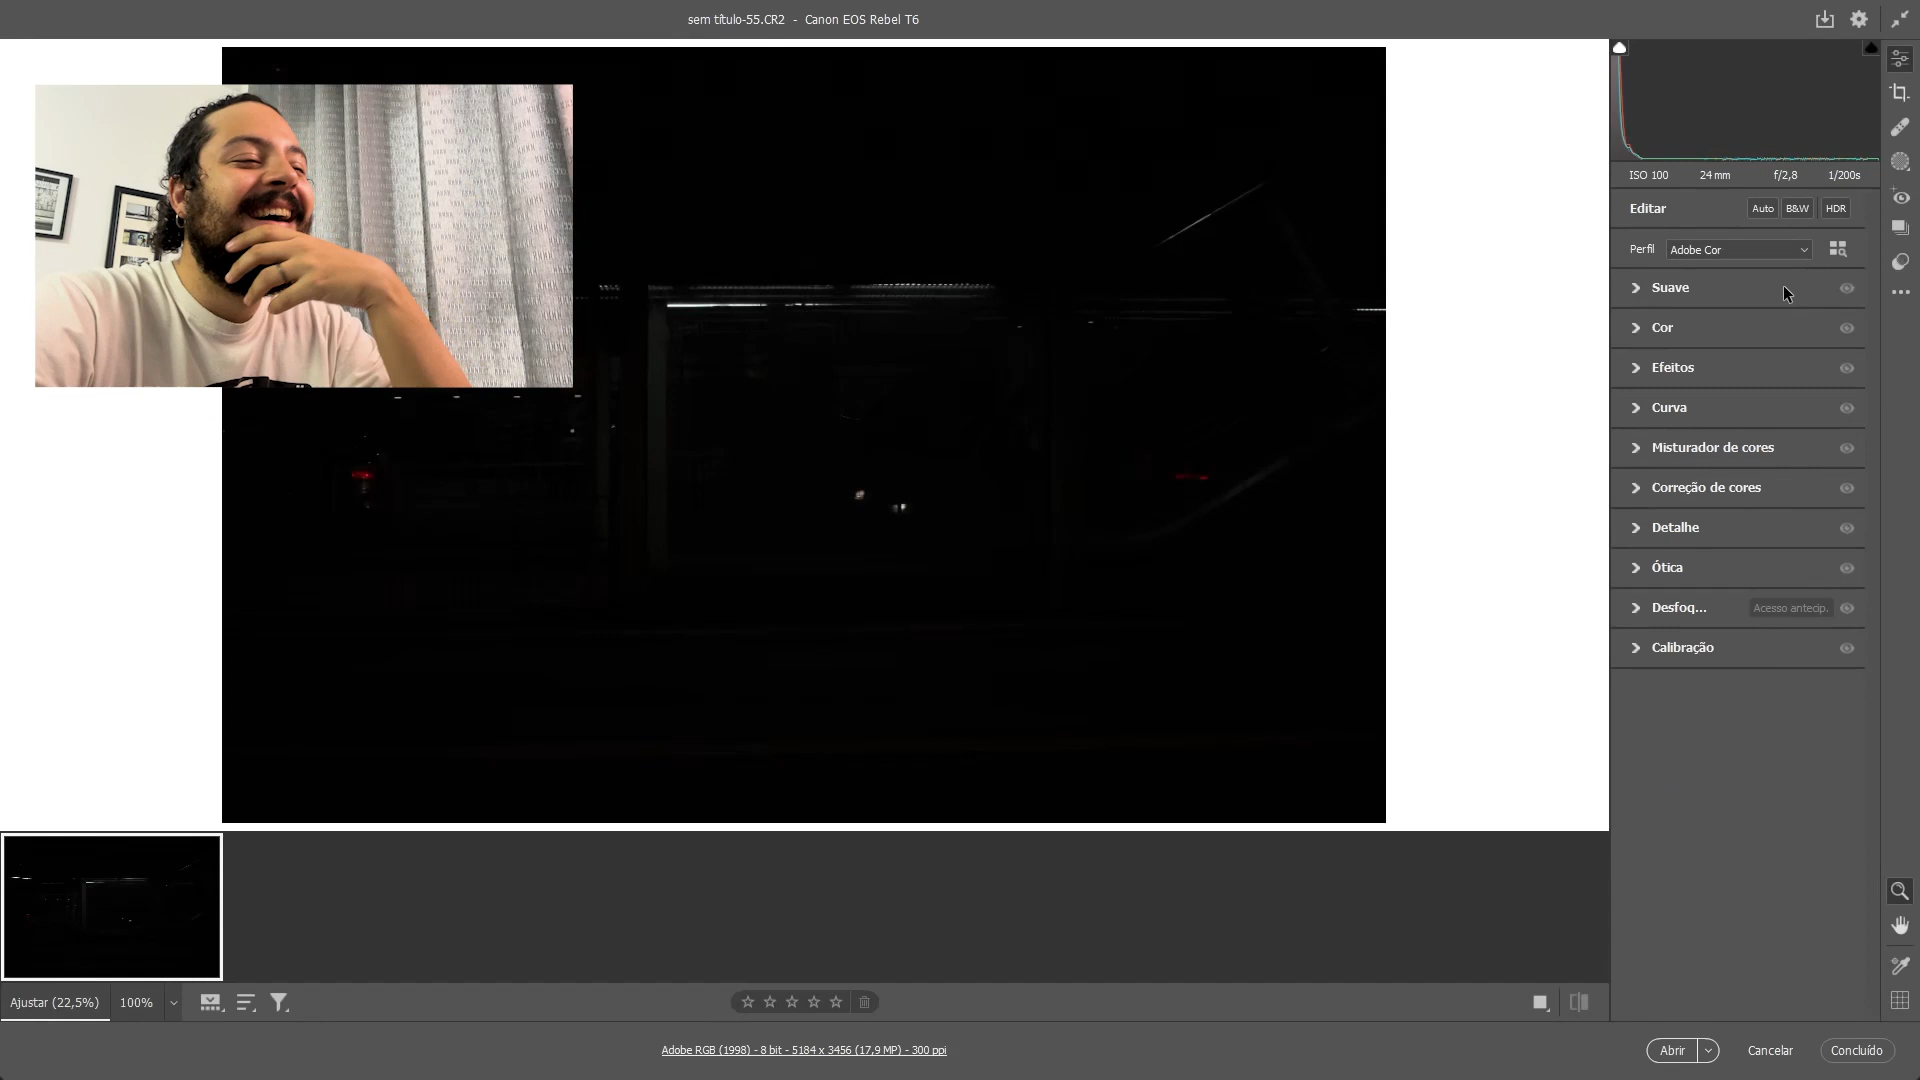 sem título-55.CR2 - Canon EOS Rebel T6
ISO 100 24 mm f/2,8 1/200s
Editar Auto B&W HDR
Perfil Adobe Cor
Suave
Cor
Efeitos
Curva
Misturador de cores
Correção de cores
Detalhe
Ótica
Desfoq... Acesso antecip.
Calibração
Ajustar (22,5%) 100%
Adobe RGB (1998) - 8 bit - 5184 x 3456 (17,9 MP) - 300 ppi
Abrir Cancelar Concluído